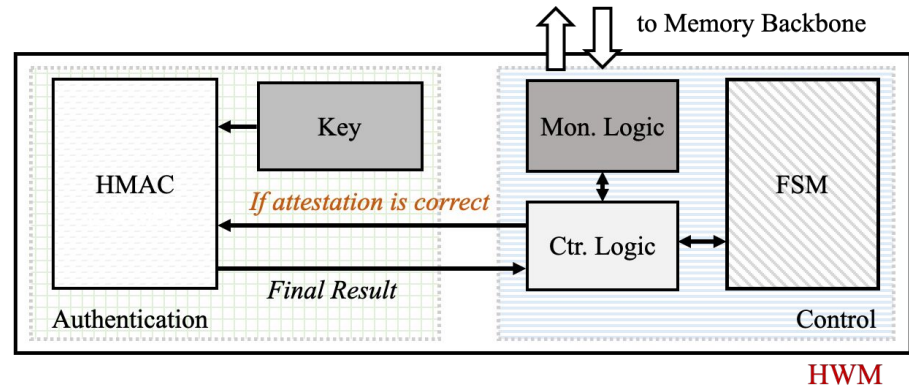 to Memory Backbone
Key
Mon. Logic
HMAC
FSM
If attestation is correct
Ctr. Logic
Final Result
Authentication
Control
HWM